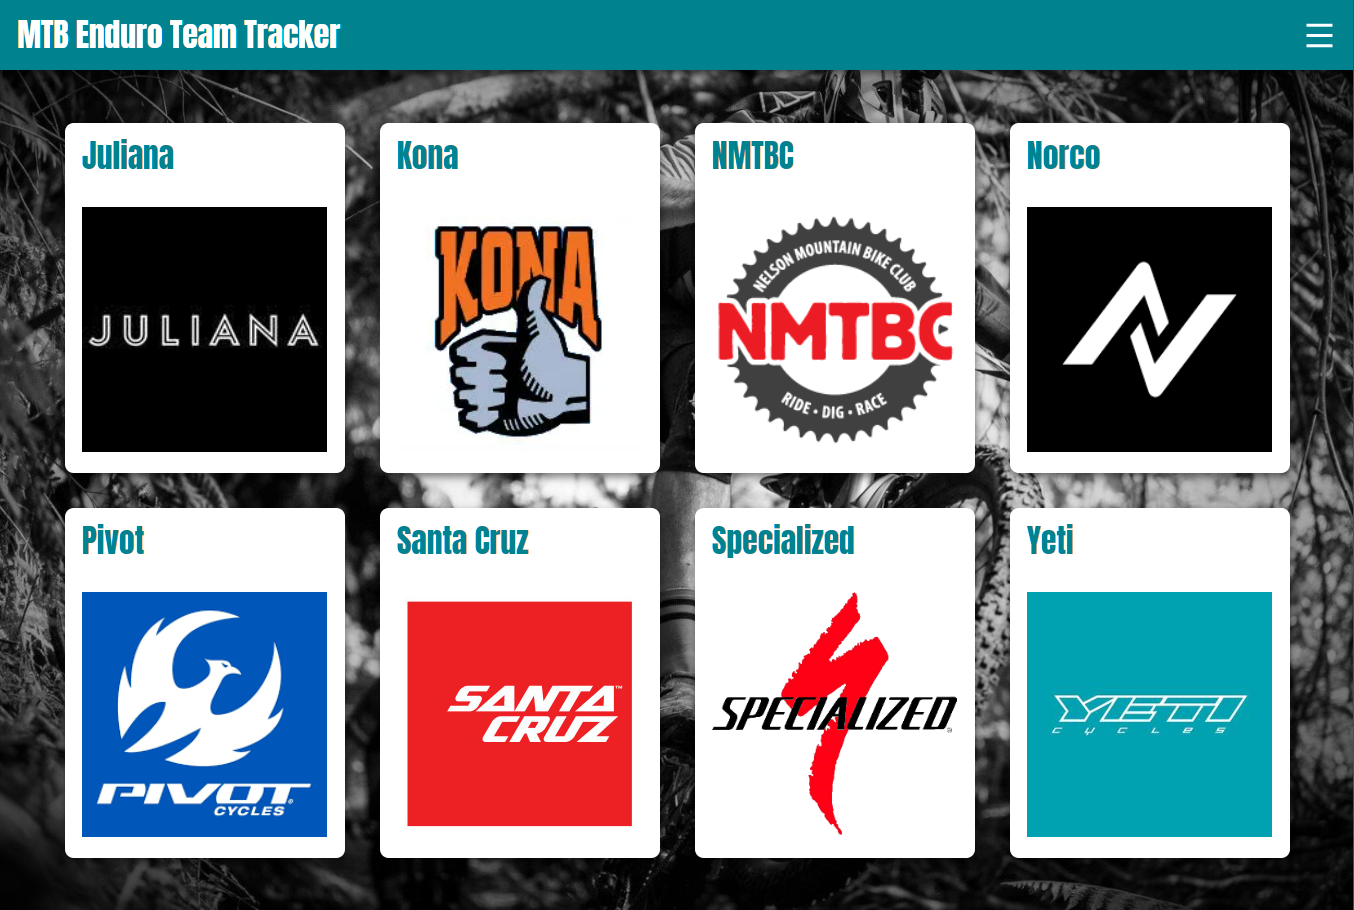 MTB Enduro Team Tracker
Juliana
Kona
NMTBC
Norco
JULIANA
KONA
NELSON MOUNTAIN BIKE CLUB
NMTBC
RIDE • DIG • RACE
Pivot
Santa Cruz
Specialized
Yeti
PIVOT
CYCLES®
SANTA™
CRUZ
SPECIALIZED®
YETI
CYCLES